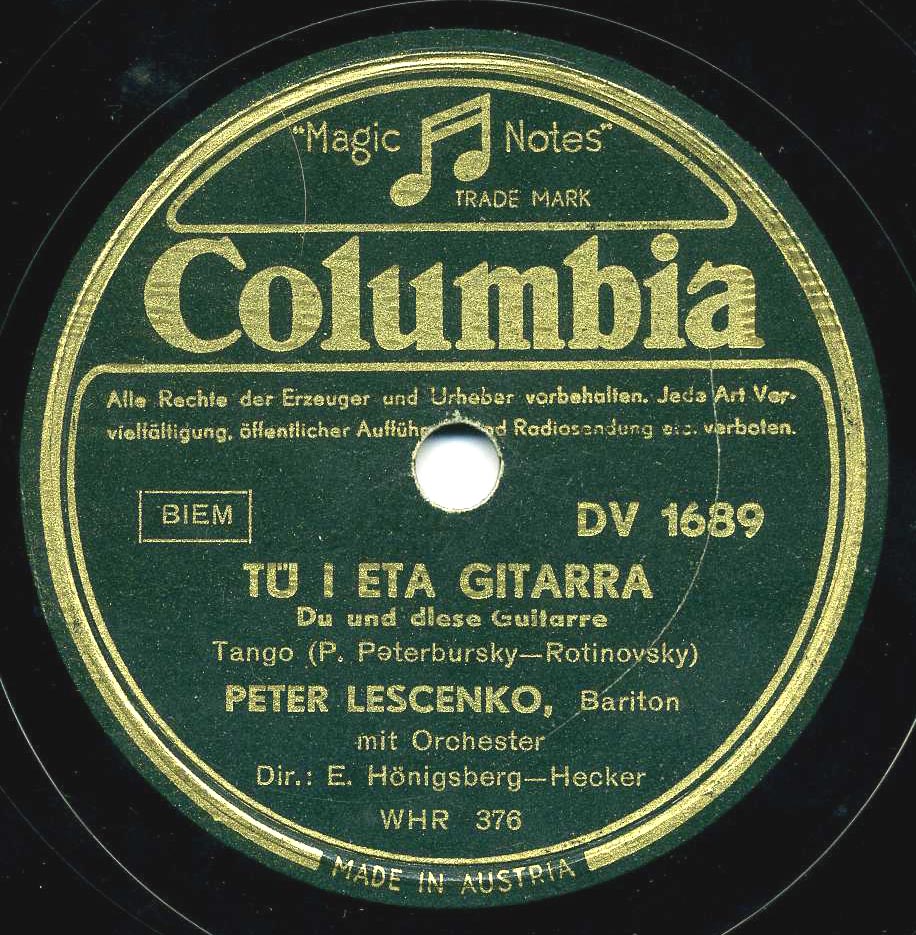 "Magic Notes"
TRADE MARK
Columbia
Alle Rechte der Erzeuger und Urheber vorbehalten. Jede Art Ver-
vielfältigung, öffentlicher Aufführ d Radiosendung etc. verboten.
BIEM
DV 1689
TÜ I ETA GITARRA
Du und diese Guitarre
Tango (P. Peterbursky—Rotinovsky)
PETER LESCENKO, Bariton
mit Orchester
Dir.: E. Hönigsberg—Hecker
WHR 376
MADE IN AUSTRIA